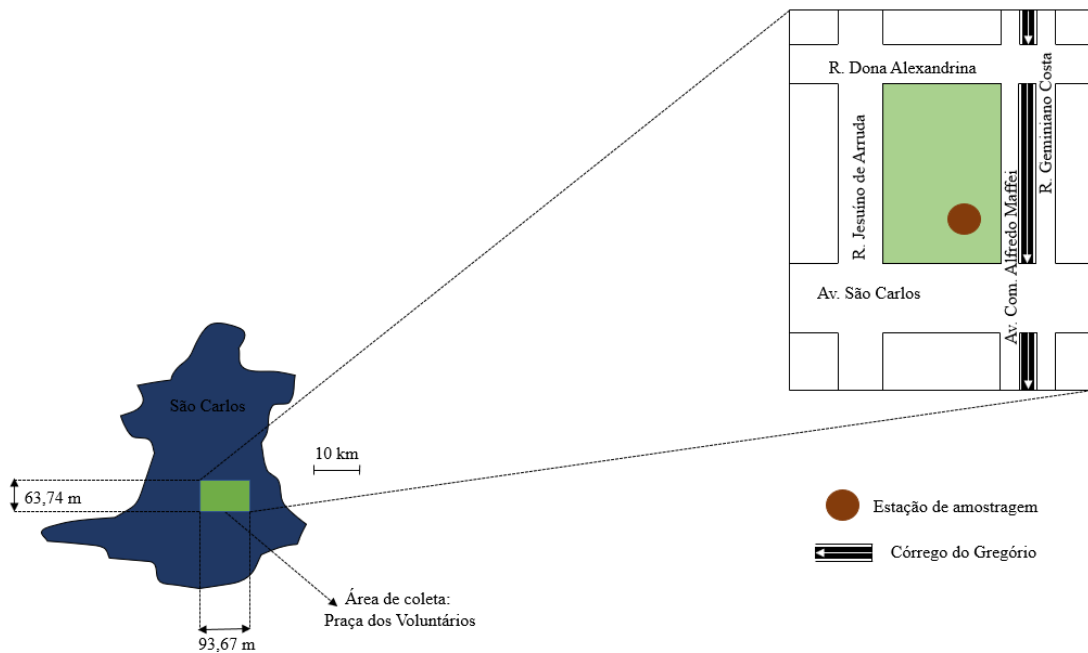 R. Dona Alexandrina
R. Jesuíno de Arruda
Av. Com. Alfredo Maffei
R. Geminiano Costa
Av. São Carlos
São Carlos
10 km
63,74 m
93,67 m
Área de coleta:
Praça dos Voluntários
Estação de amostragem
Córrego do Gregório